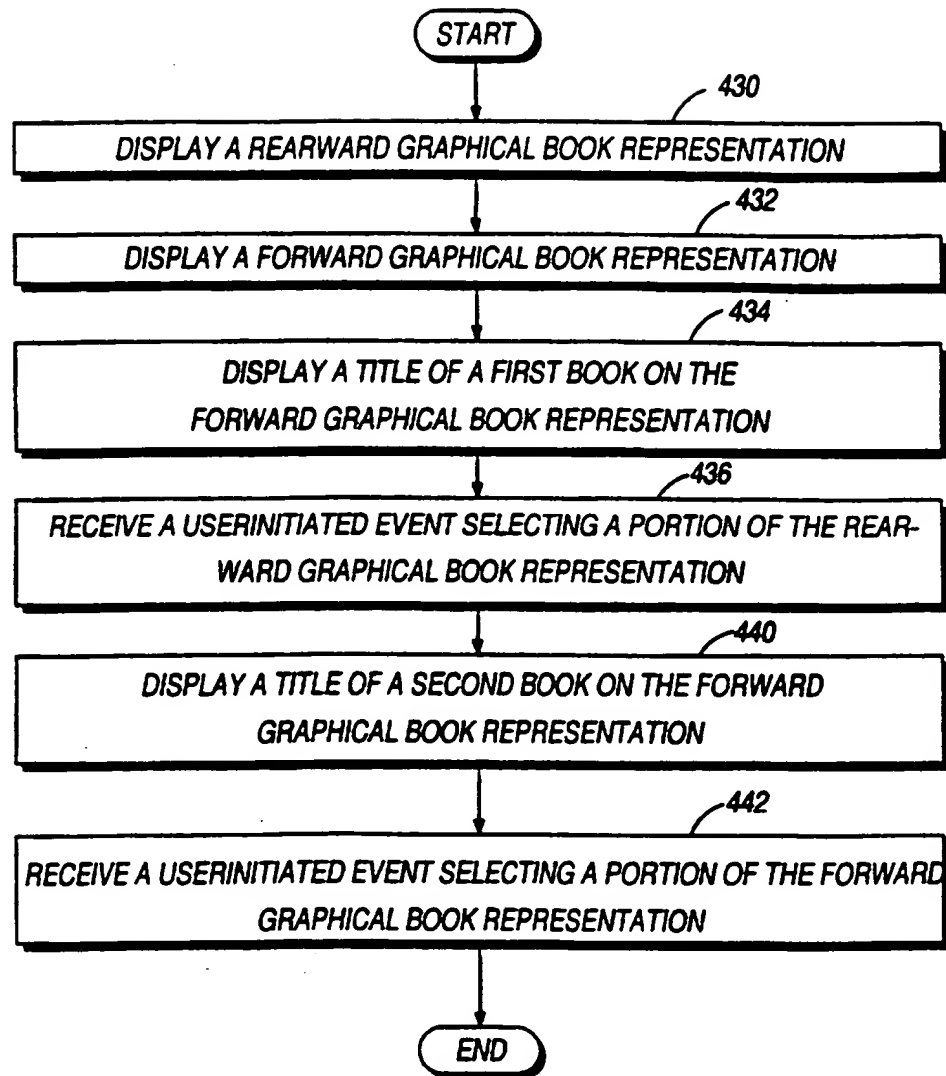 START
430
DISPLAY A REARWARD GRAPHICAL BOOK REPRESENTATION
432
DISPLAY A FORWARD GRAPHICAL BOOK REPRESENTATION
434
DISPLAY A TITLE OF A FIRST BOOK ON THE
FORWARD GRAPHICAL BOOK REPRESENTATION
436
RECEIVE A USERINITIATED EVENT SELECTING A PORTION OF THE REAR-
WARD GRAPHICAL BOOK REPRESENTATION
440
DISPLAY A TITLE OF A SECOND BOOK ON THE FORWARD
GRAPHICAL BOOK REPRESENTATION
442
RECEIVE A USERINITIATED EVENT SELECTING A PORTION OF THE FORWARD
GRAPHICAL BOOK REPRESENTATION
END